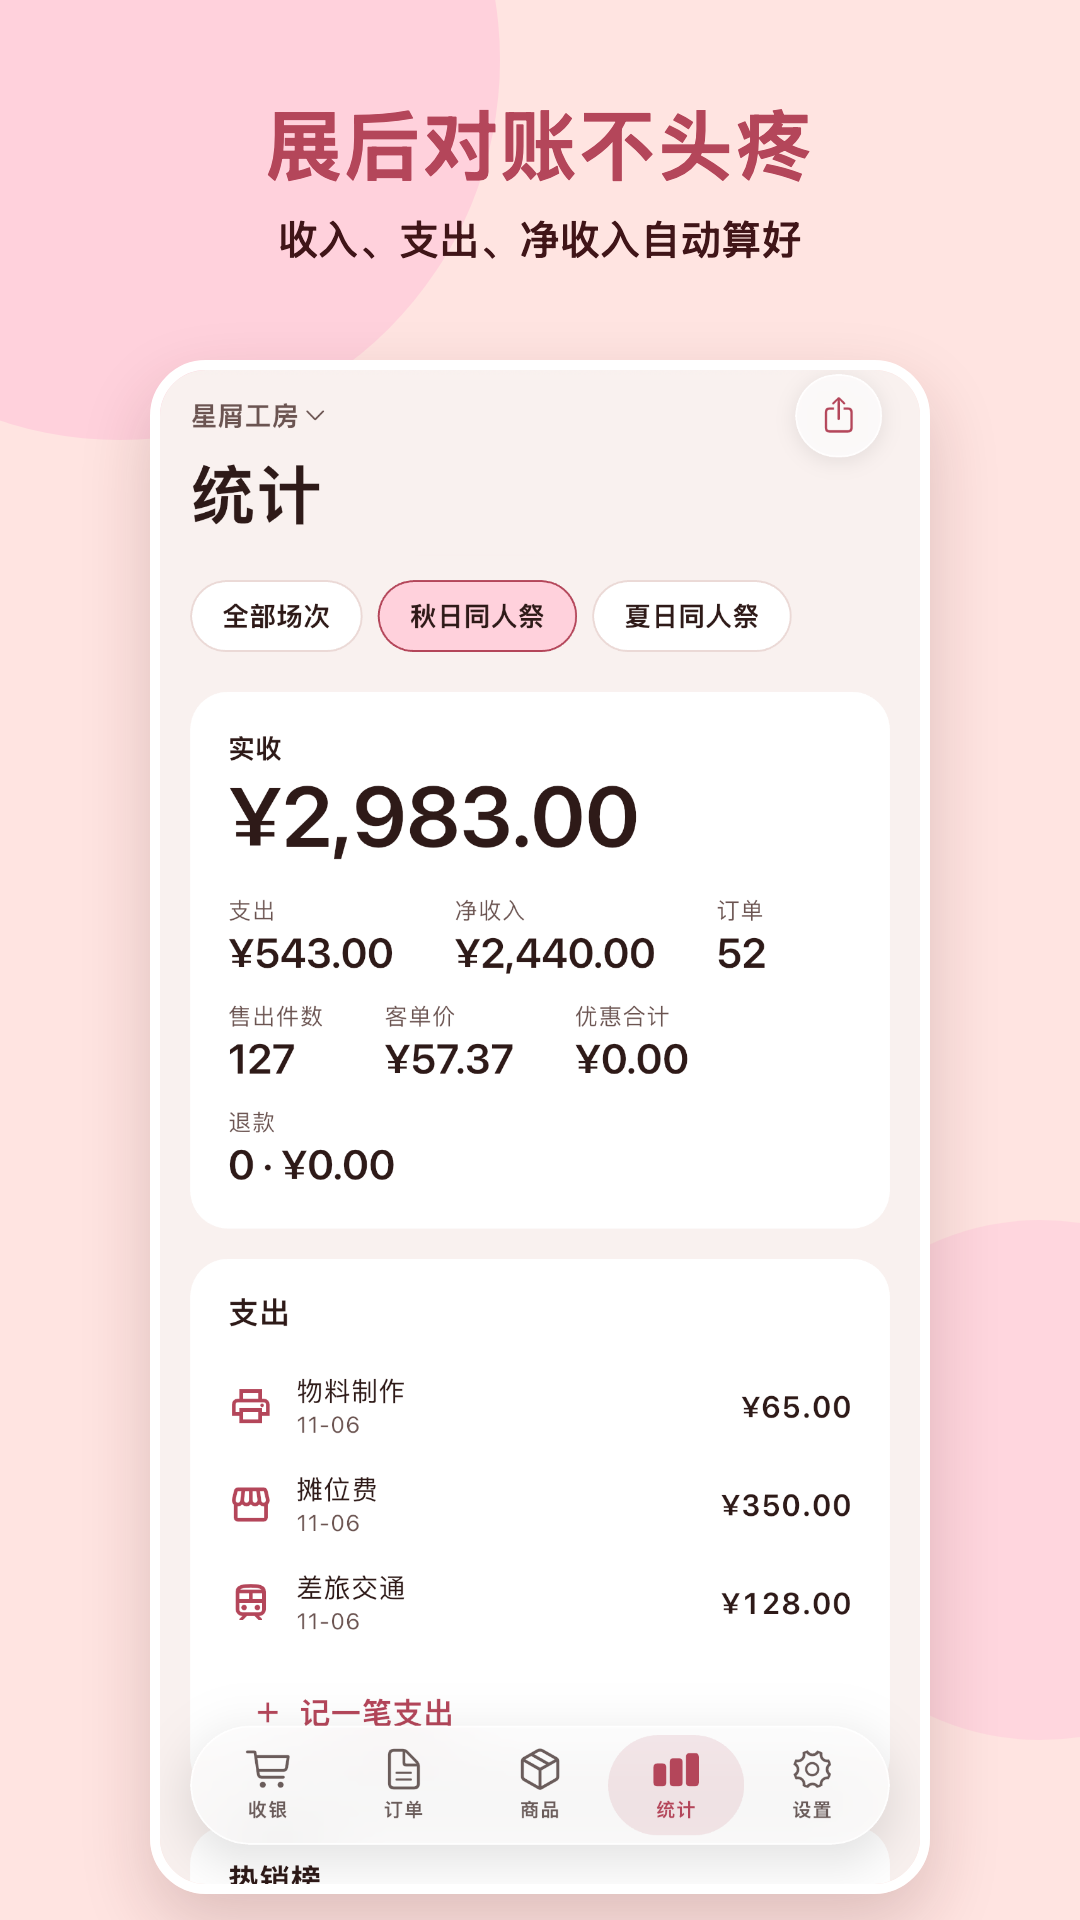 展后对账不头疼
收入、支出、净收入自动算好
星屑工房
统计
全部场次 秋日同人祭 夏日同人祭
实收
¥2,983.00
支出 净收入 订单
¥543.00 ¥2,440.00 52
售出件数 客单价 优惠合计
127 ¥57.37 ¥0.00
退款
0 · ¥0.00
支出
物料制作
11-06
¥65.00
摊位费
11-06
¥350.00
差旅交通
11-06
¥128.00
+ 记一笔支出
收银 订单 商品 统计 设置
热销榜